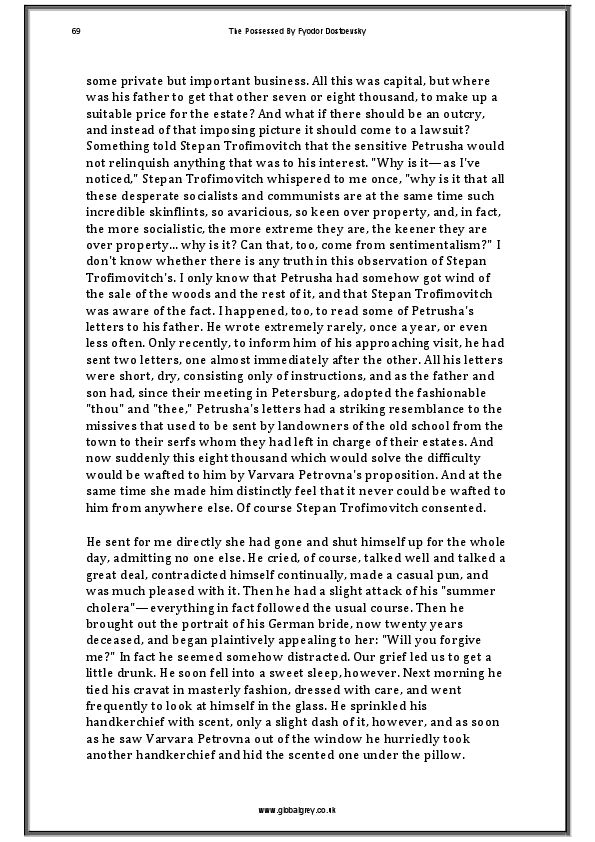 69
The Possessed By Fyodor Dostoevsky
some private but important business. All this was capital, but where
was his father to get that other seven or eight thousand, to make up a
suitable price for the estate? And what if there should be an outcry,
and instead of that imposing picture it should come to a lawsuit?
Something told Stepan Trofimovitch that the sensitive Petrusha would
not relinquish anything that was to his interest. "Why is it—as I've
noticed," Stepan Trofimovitch whispered to me once, "why is it that all
these desperate socialists and communists are at the same time such
incredible skinflints, so avaricious, so keen over property, and, in fact,
the more socialistic, the more extreme they are, the keener they are
over property... why is it? Can that, too, come from sentimentalism?" I
don't know whether there is any truth in this observation of Stepan
Trofimovitch's. I only know that Petrusha had somehow got wind of
the sale of the woods and the rest of it, and that Stepan Trofimovitch
was aware of the fact. I happened, too, to read some of Petrusha's
letters to his father. He wrote extremely rarely, once a year, or even
less often. Only recently, to inform him of his approaching visit, he had
sent two letters, one almost immediately after the other. All his letters
were short, dry, consisting only of instructions, and as the father and
son had, since their meeting in Petersburg, adopted the fashionable
"thou" and "thee," Petrusha's letters had a striking resemblance to the
missives that used to be sent by landowners of the old school from the
town to their serfs whom they had left in charge of their estates. And
now suddenly this eight thousand which would solve the difficulty
would be wafted to him by Varvara Petrovna's proposition. And at the
same time she made him distinctly feel that it never could be wafted to
him from anywhere else. Of course Stepan Trofimovitch consented.
He sent for me directly she had gone and shut himself up for the whole
day, admitting no one else. He cried, of course, talked well and talked a
great deal, contradicted himself continually, made a casual pun, and
was much pleased with it. Then he had a slight attack of his "summer
cholera"—everything in fact followed the usual course. Then he
brought out the portrait of his German bride, now twenty years
deceased, and began plaintively appealing to her: "Will you forgive
me?" In fact he seemed somehow distracted. Our grief led us to get a
little drunk. He soon fell into a sweet sleep, however. Next morning he
tied his cravat in masterly fashion, dressed with care, and went
frequently to look at himself in the glass. He sprinkled his
handkerchief with scent, only a slight dash of it, however, and as soon
as he saw Varvara Petrovna out of the window he hurriedly took
another handkerchief and hid the scented one under the pillow.
www.globalgrey.co.uk